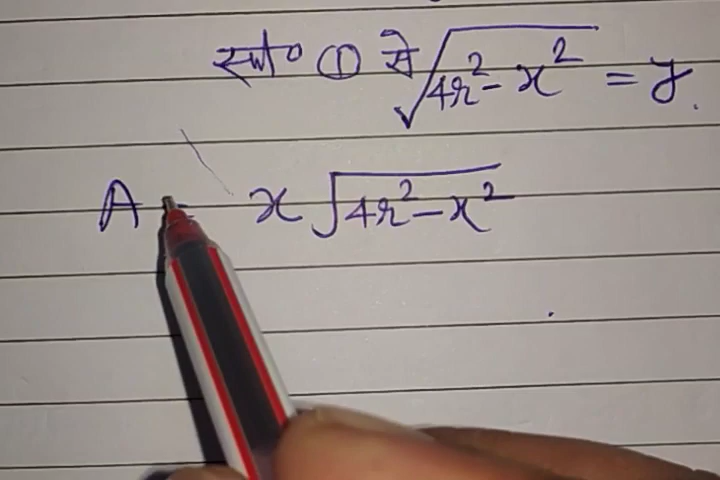 समी० ① से √(4r² - x²) = y.
A = x √(4r² - x²)